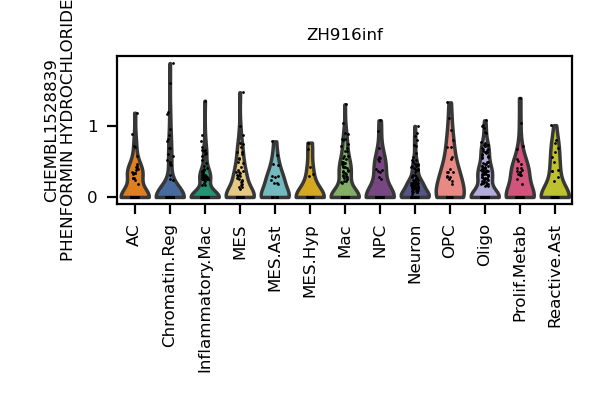 ZH916inf
CHEMBL1528839
PHENFORMIN HYDROCHLORIDE
1
0
AC
Chromatin.Reg
Inflammatory.Mac
MES
MES.Ast
MES.Hyp
Mac
NPC
Neuron
OPC
Oligo
Prolif.Metab
Reactive.Ast